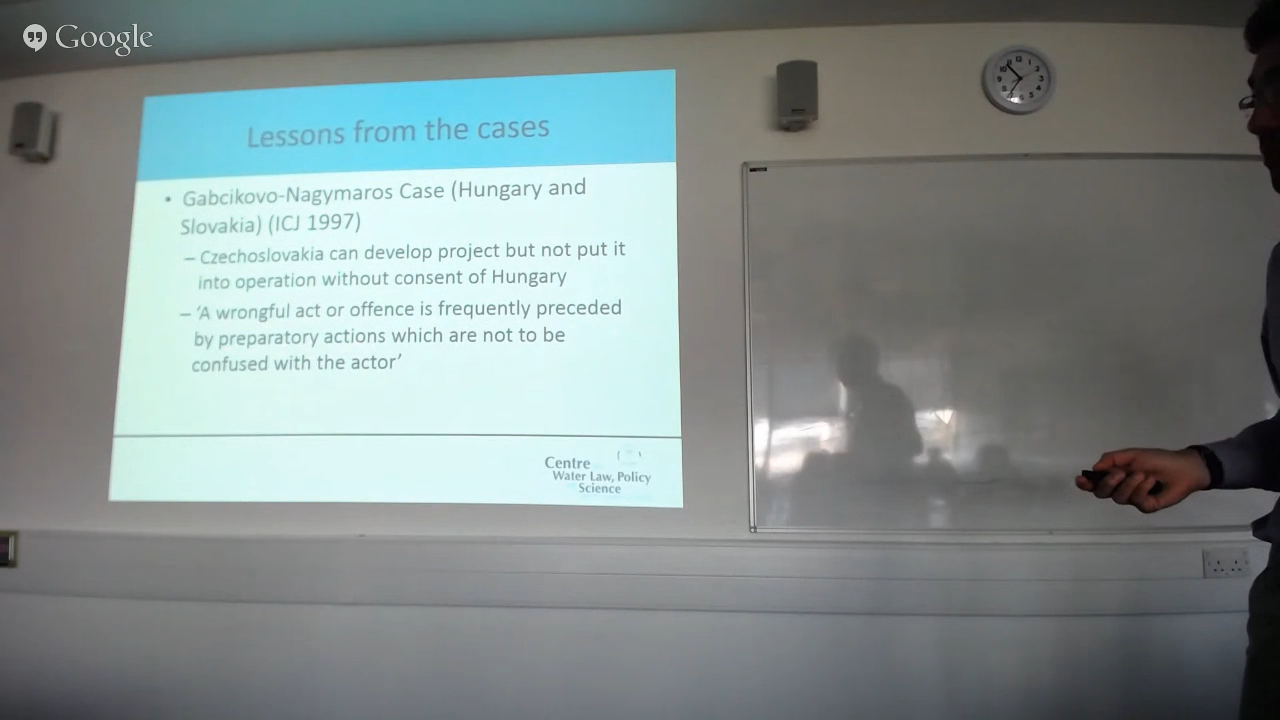 Google
Lessons from the cases
• Gabcikovo-Nagymaros Case (Hungary and
Slovakia) (ICJ 1997)
– Czechoslovakia can develop project but not put it
into operation without consent of Hungary
– ‘A wrongful act or offence is frequently preceded
by preparatory actions which are not to be
confused with the actor’
Centre
Water Law, Policy
Science